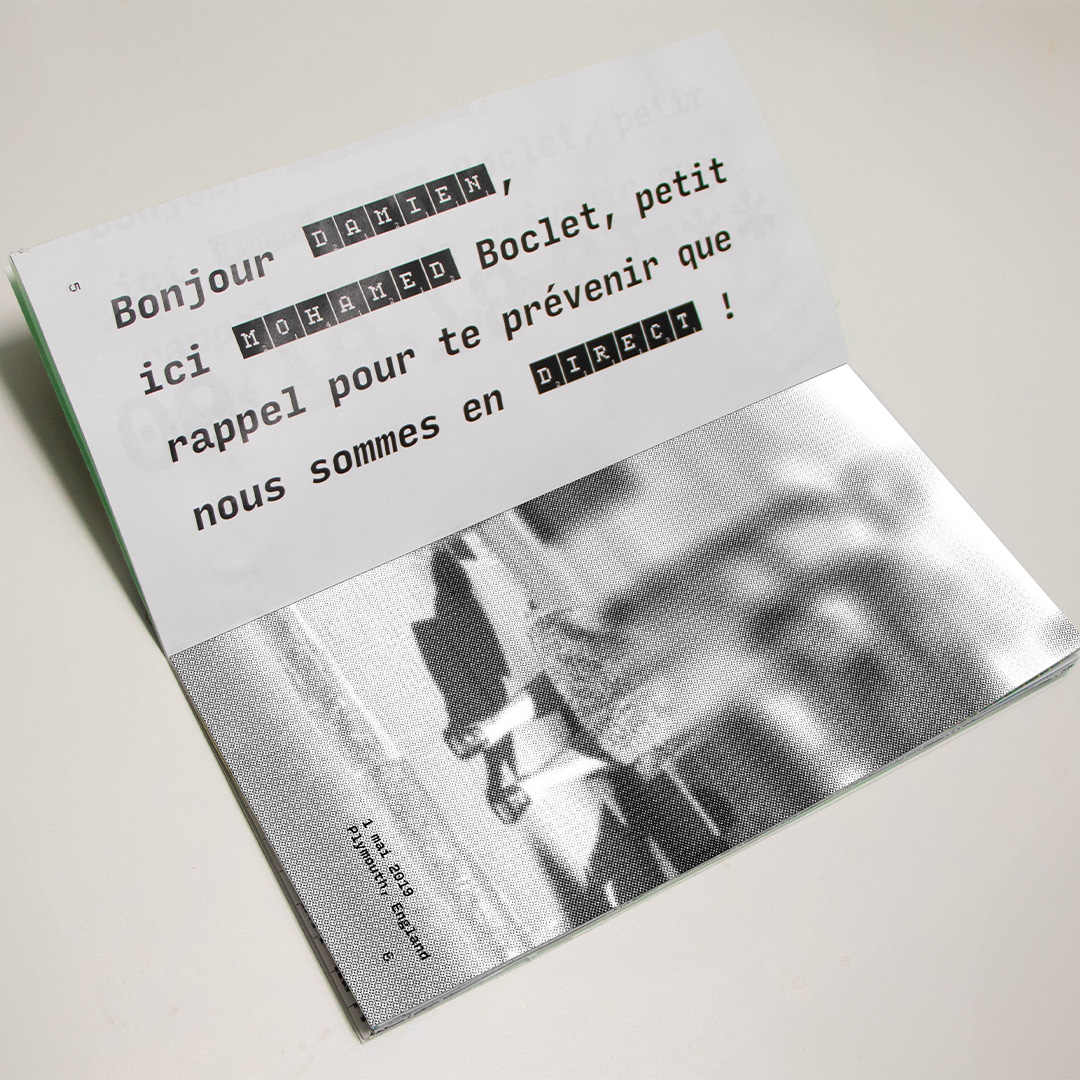 5
Bonjour DAMIEN,
ici MOHAMED Boclet, petit
rappel pour te prévenir que
nous sommes en DIRECT !
1 mai 2019
Plymouth, England
6